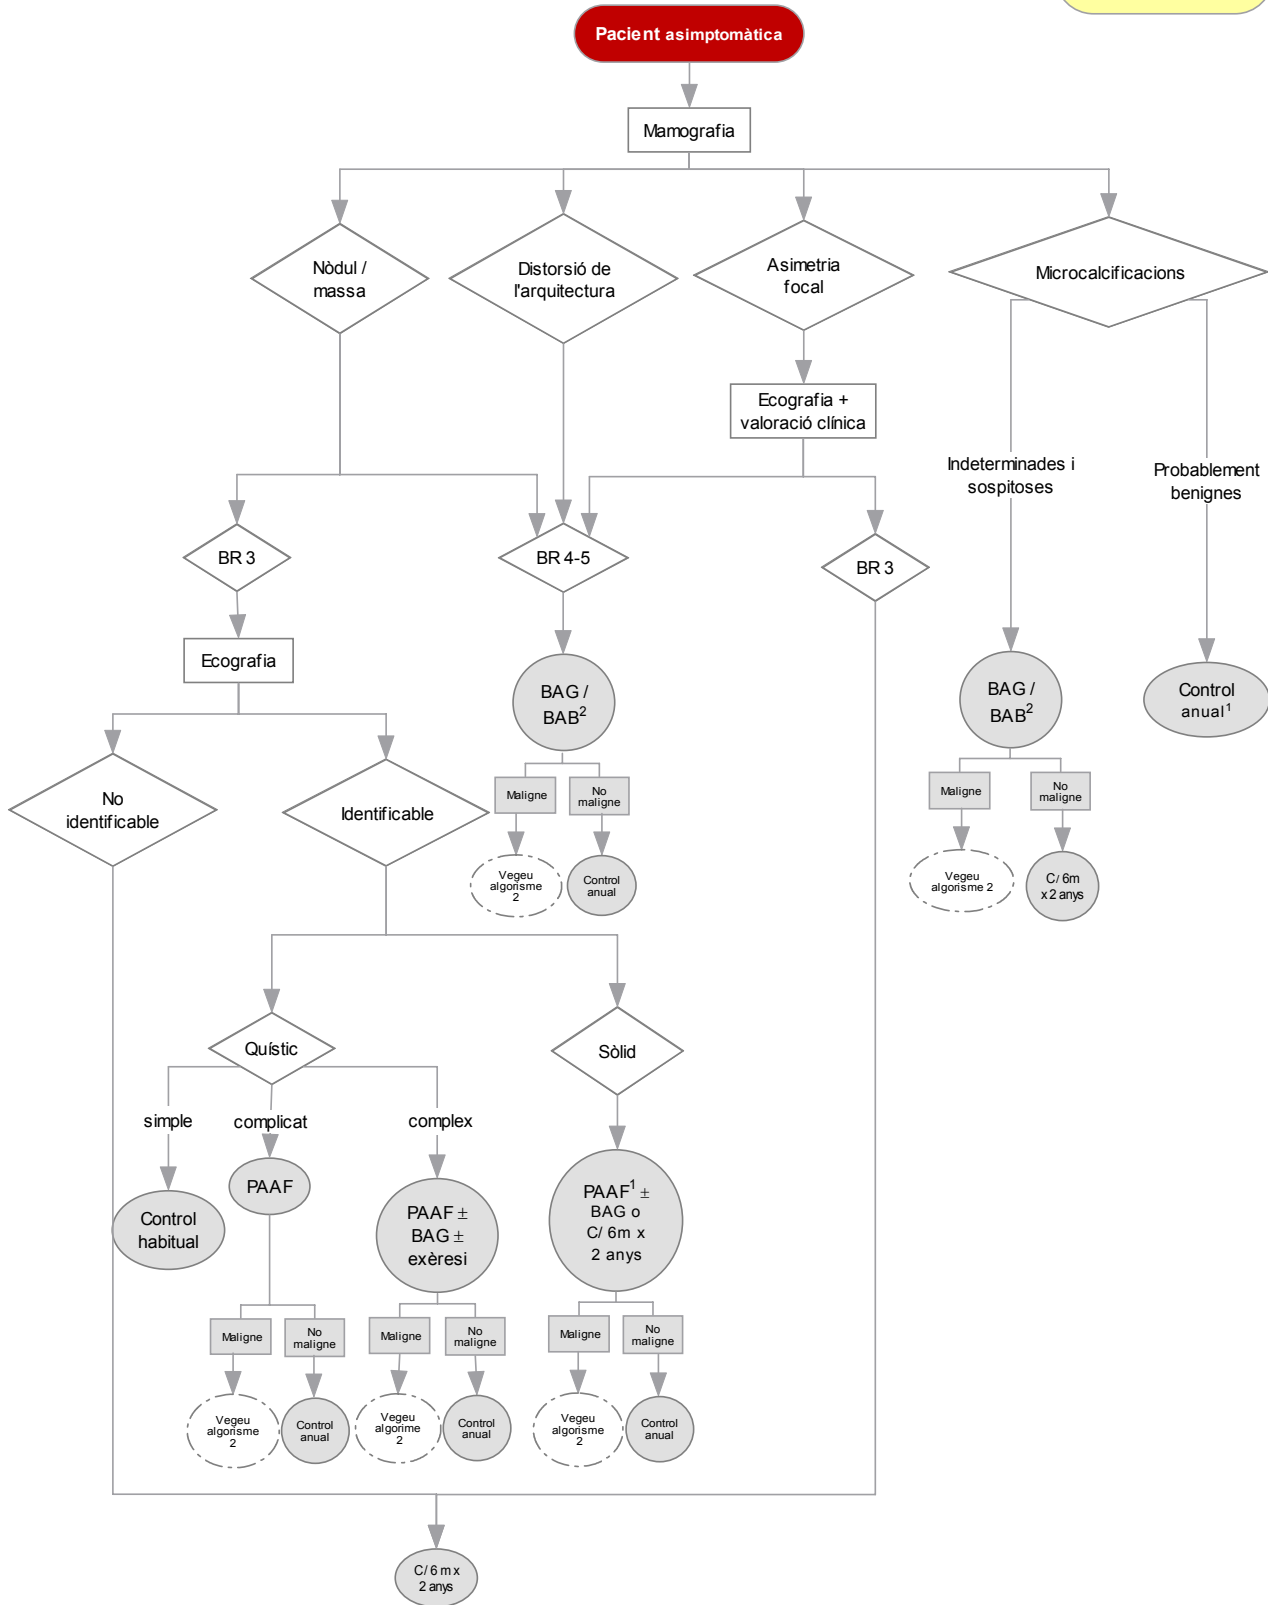 Pacient asimptomàtica
Mamografia
Nòdul /
massa
Distorsió de
l'arquitectura
Asimetria
focal
Microcalcificacions
Ecografia +
valoració clínica
Indeterminades i
sospitoses
Probablement
benignes
BR 3
BR 4-5
BR 3
Ecografia
BAG /
BAB²
BAG /
BAB²
Control
anual¹
No
identificable
Identificable
Maligne
No
maligne
Maligne
No
maligne
Vegeu
algorisme
2
Control
anual
Vegeu
algorisme 2
C/ 6m
x 2 anys
Quístic
Sòlid
simple
complicat
complex
Control
habitual
PAAF
PAAF ±
BAG ±
exèresi
PAAF¹ ±
BAG o
C/ 6m x
2 anys
Maligne
No
maligne
Maligne
No
maligne
Maligne
No
maligne
Vegeu
algorisme
2
Control
anual
Vegeu
algorime
2
Control
anual
Vegeu
algorisme
2
Control
anual
C/ 6 m x
2 anys